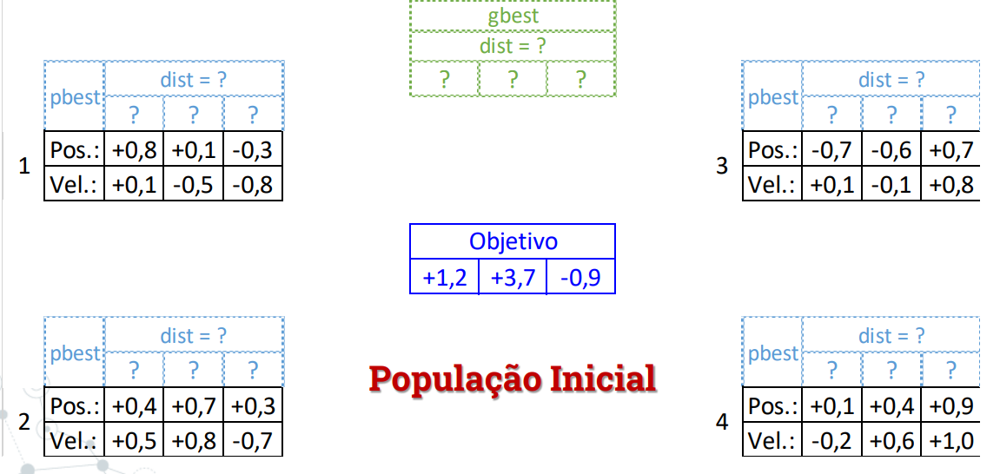 gbest
dist = ?
? ? ?
pbest
dist = ?
? ? ?
1
Pos.: +0,8 +0,1 -0,3
Vel.: +0,1 -0,5 -0,8
pbest
dist = ?
? ? ?
3
Pos.: -0,7 -0,6 +0,7
Vel.: +0,1 -0,1 +0,8
Objetivo
+1,2 +3,7 -0,9
pbest
dist = ?
? ? ?
2
Pos.: +0,4 +0,7 +0,3
Vel.: +0,5 +0,8 -0,7
População Inicial
pbest
dist = ?
? ? ?
4
Pos.: +0,1 +0,4 +0,9
Vel.: -0,2 +0,6 +1,0